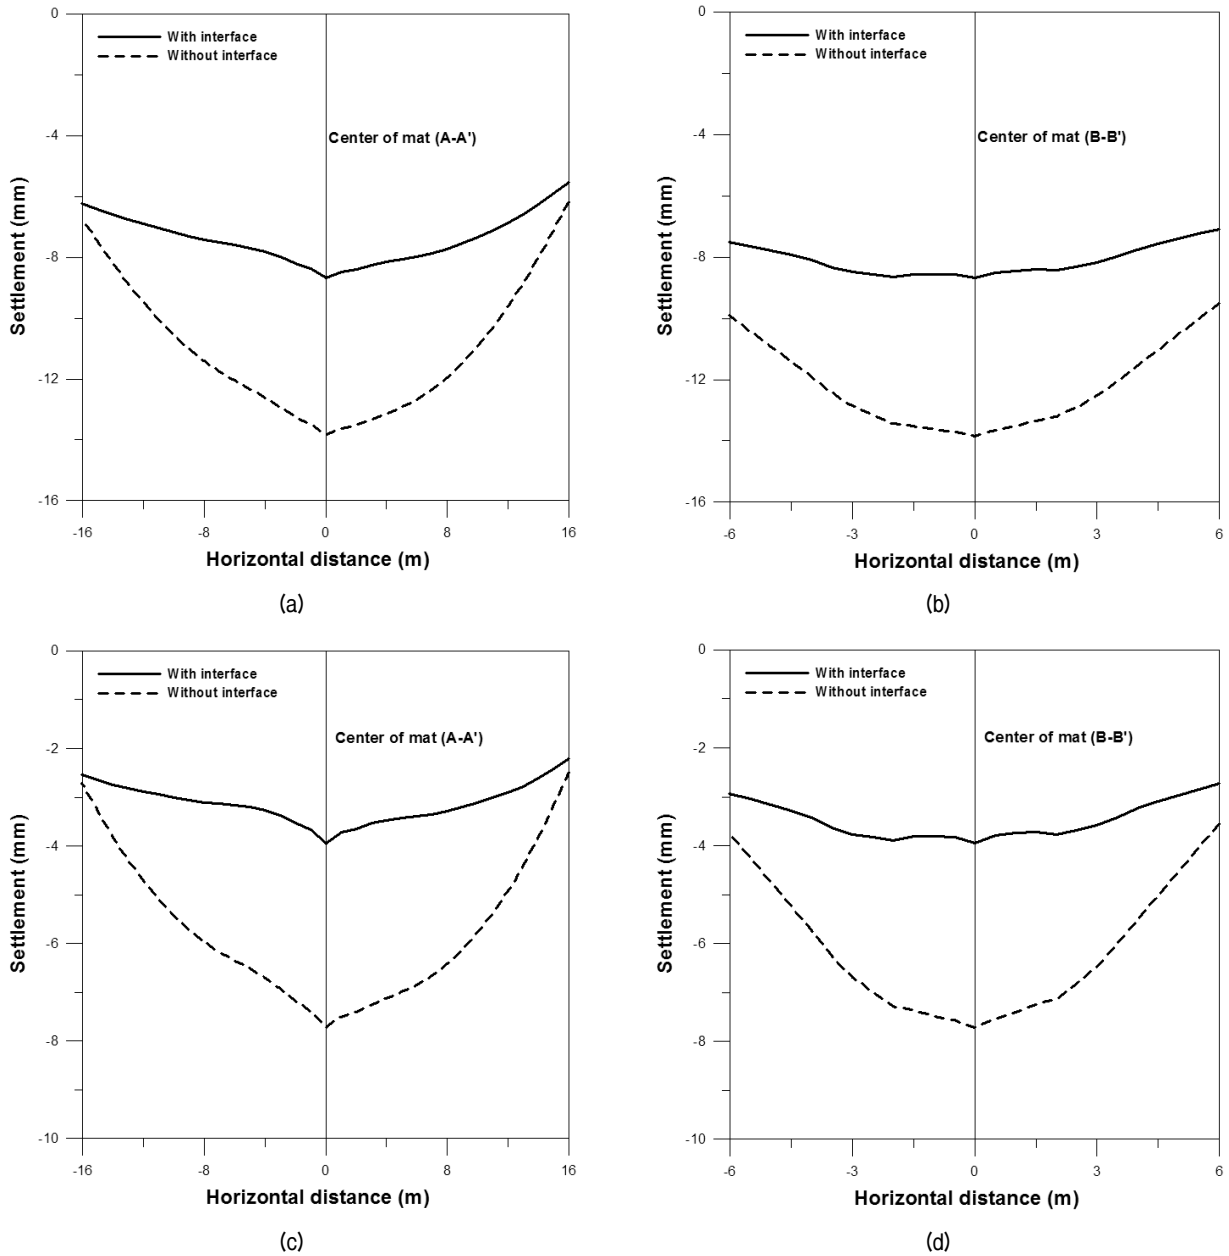 With interface
Without interface
Center of mat (A-A')
Settlement (mm)
0
-4
-8
-12
-16
-16
-8
0
8
16
Horizontal distance (m)
(a)
With interface
Without interface
Center of mat (B-B')
Settlement (mm)
0
-4
-8
-12
-16
-6
-3
0
3
6
Horizontal distance (m)
(b)
With interface
Without interface
Center of mat (A-A')
Settlement (mm)
0
-2
-4
-6
-8
-10
-16
-8
0
8
16
Horizontal distance (m)
(c)
With interface
Without interface
Center of mat (B-B')
Settlement (mm)
0
-2
-4
-6
-8
-10
-6
-3
0
3
6
Horizontal distance (m)
(d)